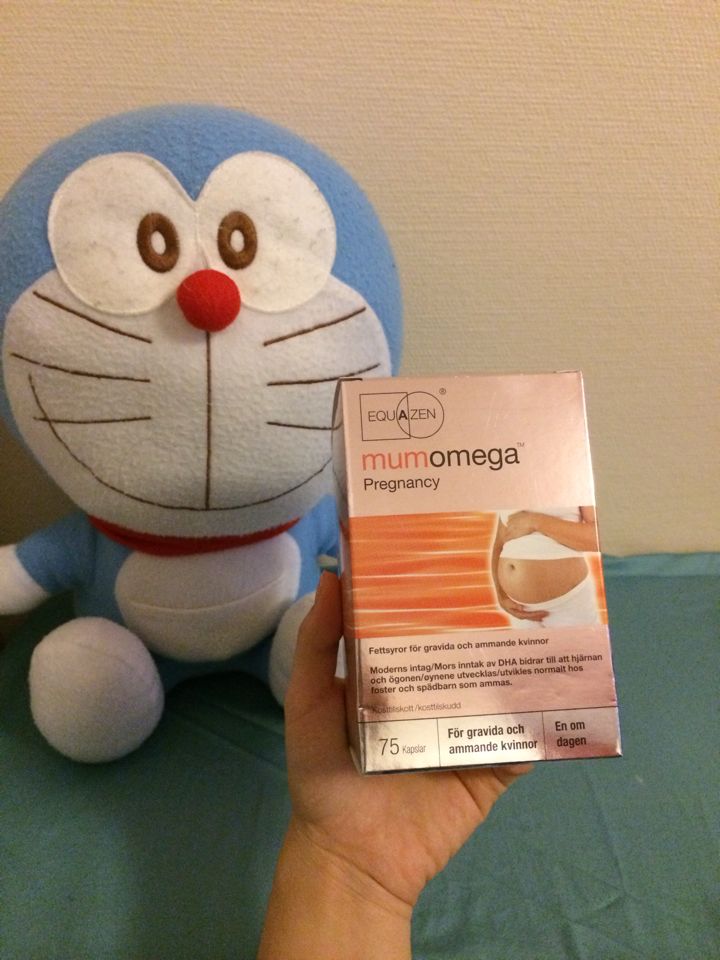 EQUAZEN®
mumomega™
Pregnancy
Fettsyror för gravida och ammande kvinnor
Moderns intag/Mors inntak av DHA bidrar till att hjärnan
och ögonen/øynene utvecklas/utvikles normalt hos
foster och spädbarn som ammas.
Kosttillskott/kosttilskudd
75 Kapslar
För gravida och
ammande kvinnor
En om
dagen